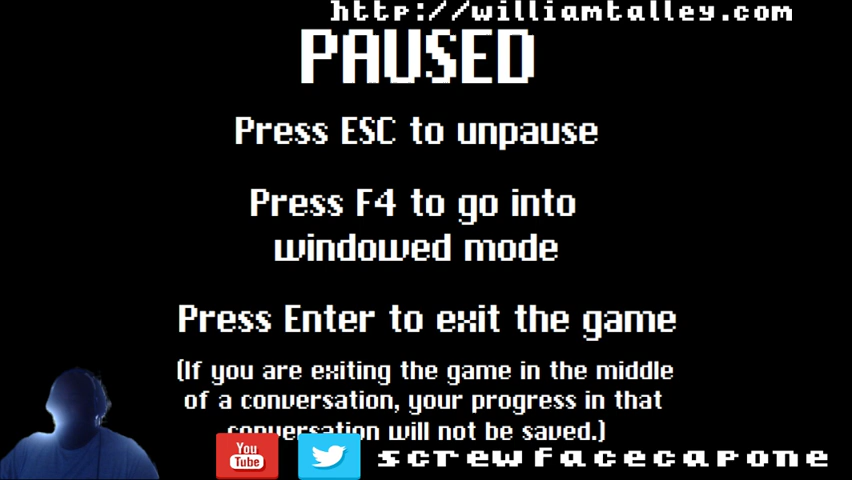 http://williamtalley.com
PAUSED
Press ESC to unpause
Press F4 to go into
windowed mode
Press Enter to exit the game
(If you are exiting the game in the middle
of a conversation, your progress in that
conversation will not be saved.)
You
Tube
screwfacecapone